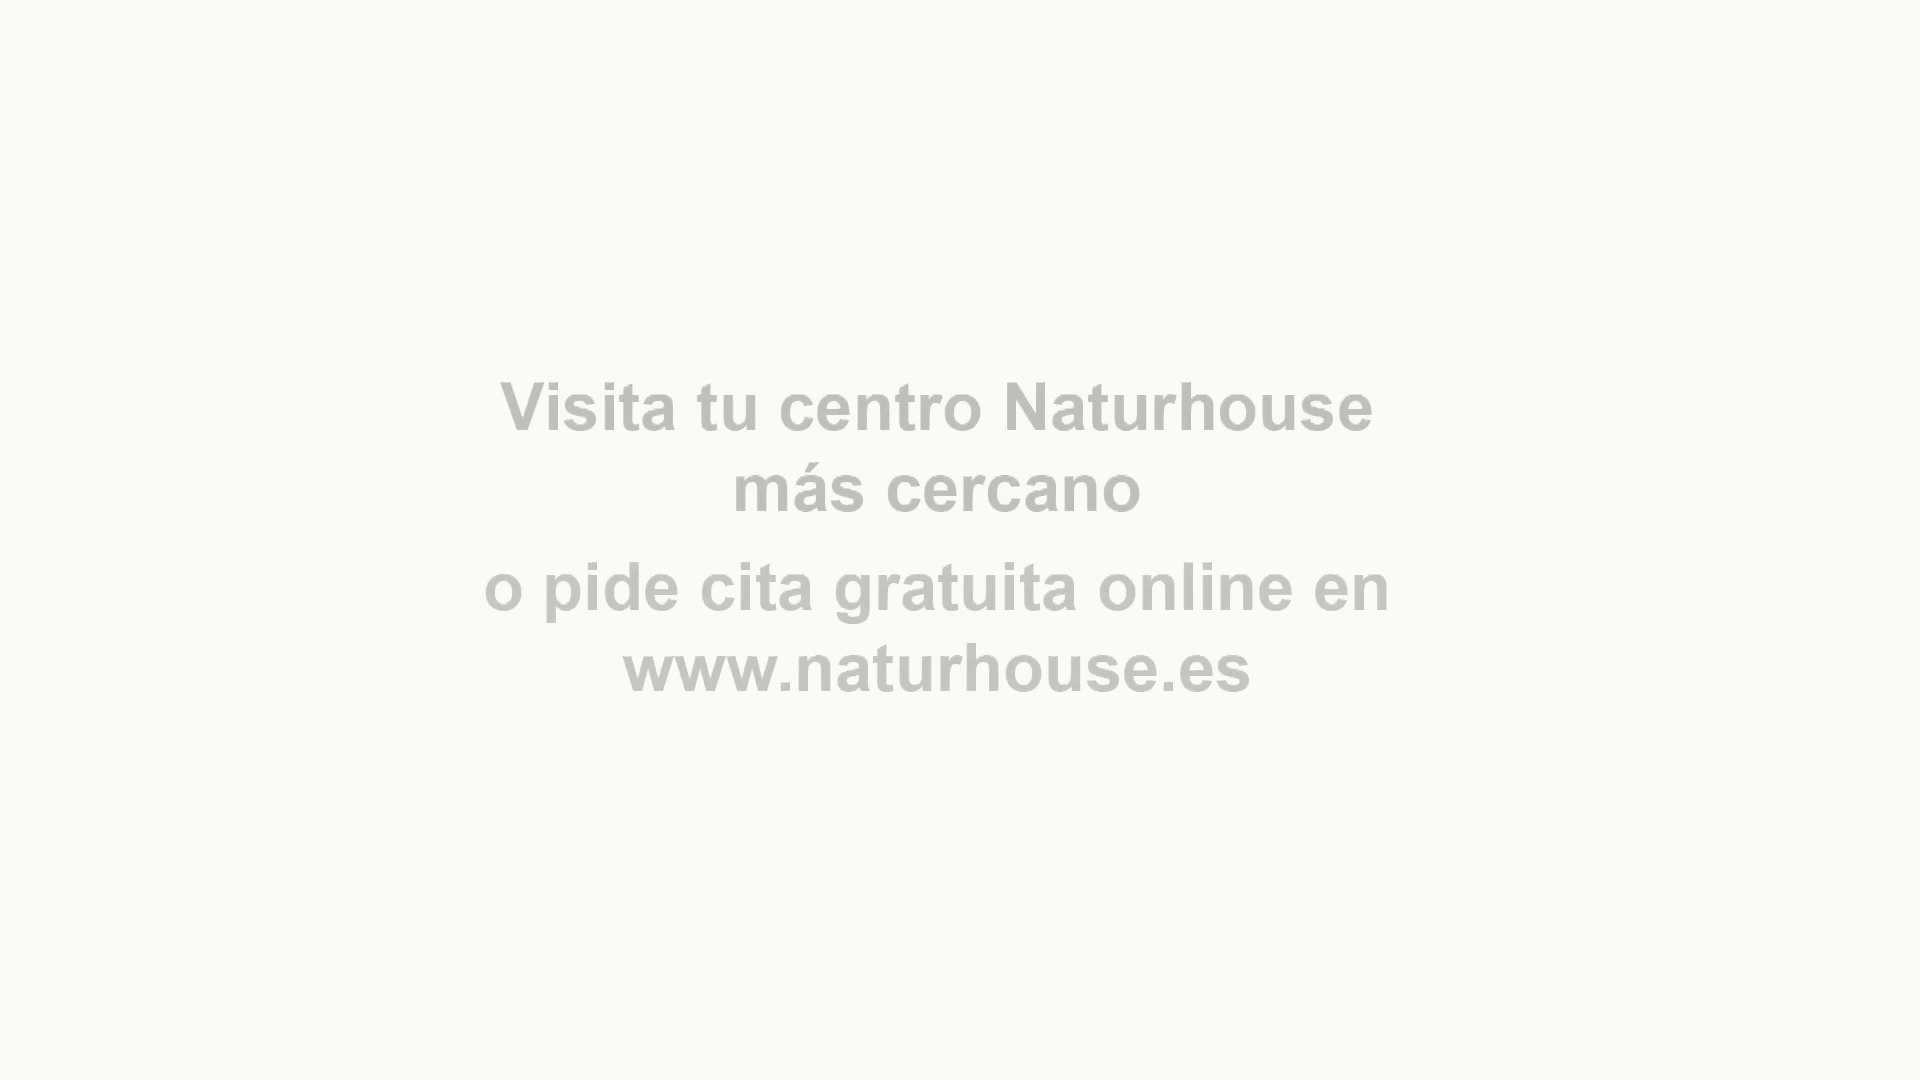 Visita tu centro Naturhouse
más cercano
o pide cita gratuita online en
www.naturhouse.es